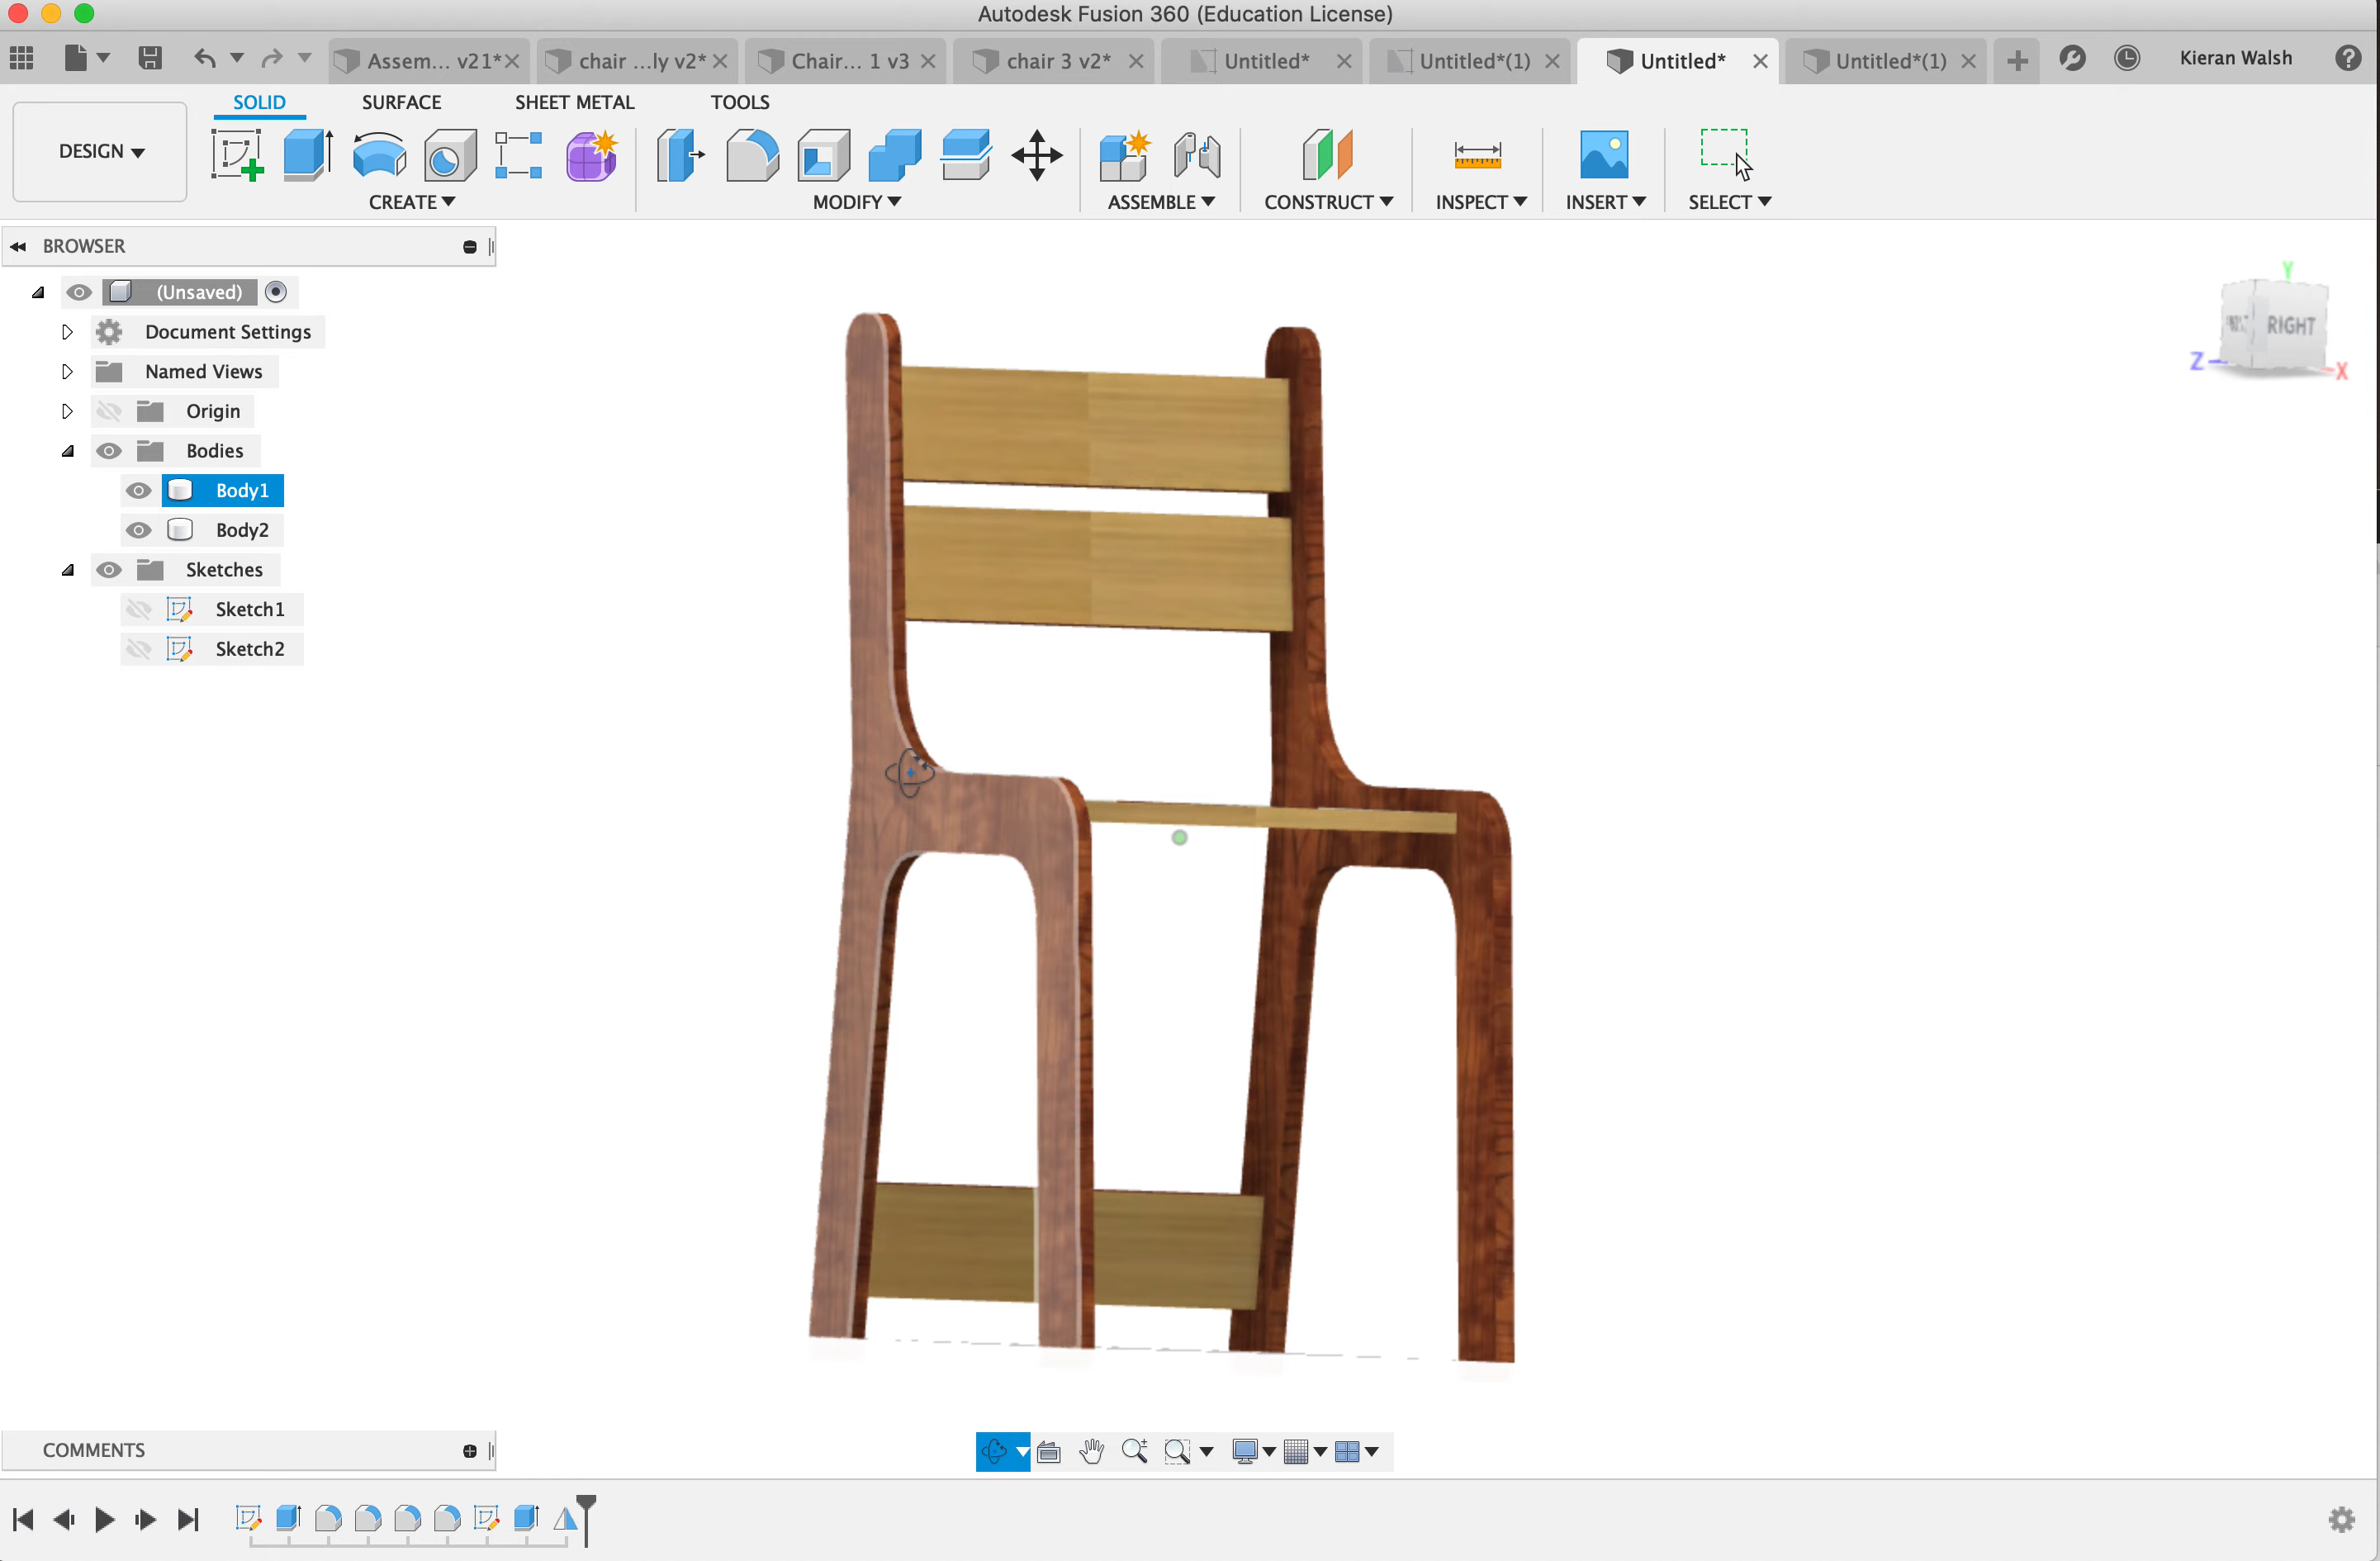 Autodesk Fusion 360 (Education License)
Assem... v21*
chair ...ly v2*
Chair... 1 v3
chair 3 v2*
Untitled*
Untitled*(1)
Untitled*
Untitled*(1)
Kieran Walsh
DESIGN
SOLID
SURFACE
SHEET METAL
TOOLS
CREATE
MODIFY
ASSEMBLE
CONSTRUCT
INSPECT
INSERT
SELECT
BROWSER
(Unsaved)
Document Settings
Named Views
Origin
Bodies
Body1
Body2
Sketches
Sketch1
Sketch2
Y
RIGHT
Z
X
COMMENTS